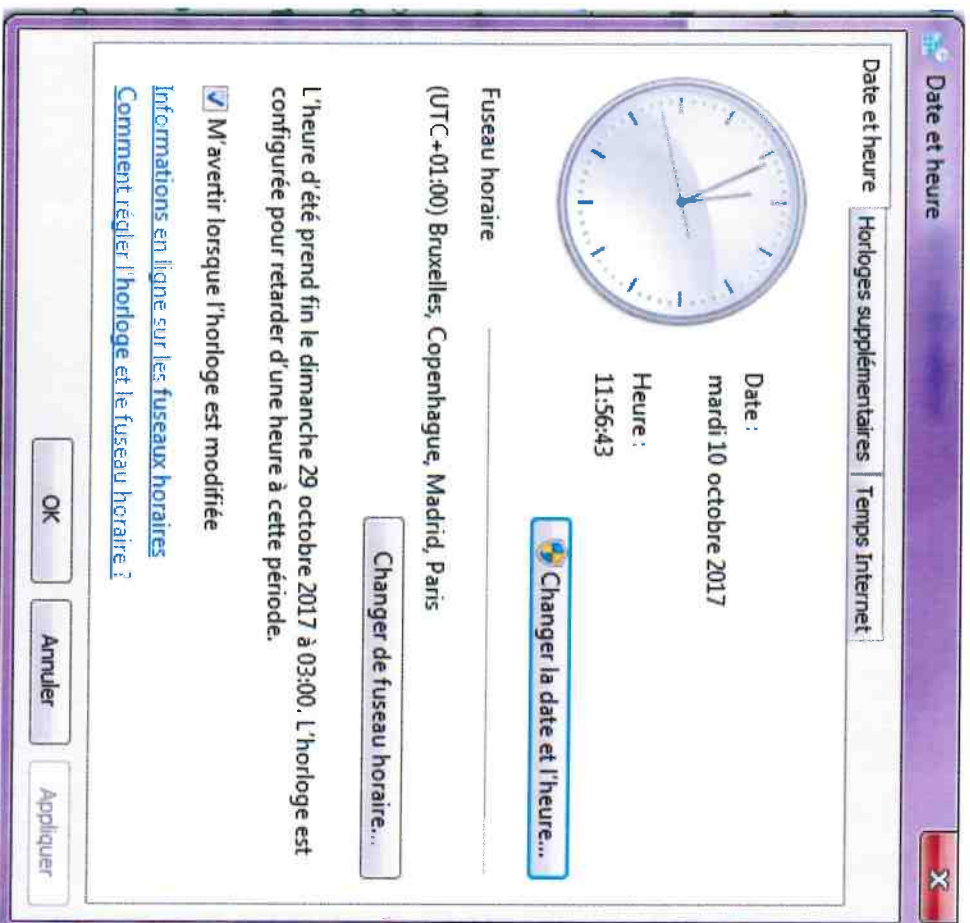 Date et heure
Date et heure
Horloges supplémentaires
Temps Internet
Date :
mardi 10 octobre 2017
Heure :
11:56:43
Changer la date et l'heure...
Fuseau horaire
(UTC+01:00) Bruxelles, Copenhague, Madrid, Paris
Changer de fuseau horaire...
L'heure d'été prend fin le dimanche 29 octobre 2017 à 03:00. L'horloge est
configurée pour retarder d'une heure à cette période.
M'avertir lorsque l'horloge est modifiée
Informations en ligne sur les fuseaux horaires
Comment régler l'horloge et le fuseau horaire ?
OK
Annuler
Appliquer